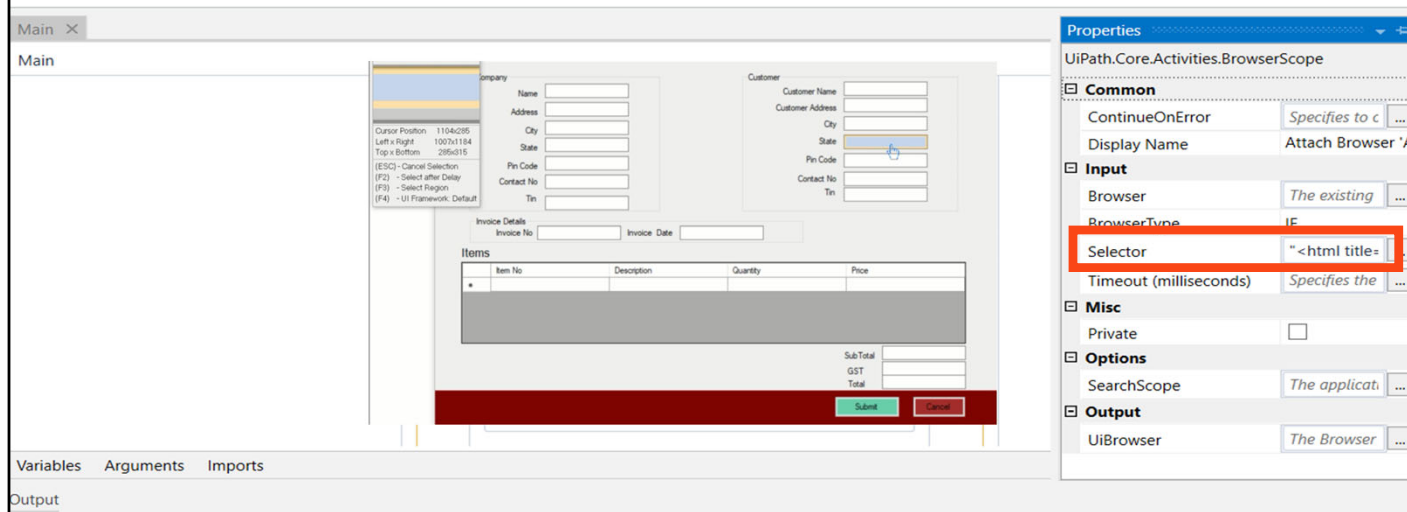 Main ×
Main
Company
Name
Address
City
State
Pin Code
Contact No
Tin
Customer
Customer Name
Customer Address
City
State
Pin Code
Contact No
Tin
Cursor Position 1104x285
Left x Right 1007x1184
Top x Bottom 285x315
(ESC) - Cancel Selection
(F2) - Select after Delay
(F3) - Select Region
(F4) - UI Framework: Default
Invoice Details
Invoice No
Invoice Date
Items
Item No Description Quantity Price
SubTotal
GST
Total
Submit Cancel
Variables Arguments Imports
Output
Properties
UiPath.Core.Activities.BrowserScope
Common
ContinueOnError Specifies to c ...
Display Name Attach Browser 'A
Input
Browser The existing ...
BrowserType IE
Selector "<html title= ...
Timeout (milliseconds) Specifies the ...
Misc
Private
Options
SearchScope The applicati ...
Output
UiBrowser The Browser ...